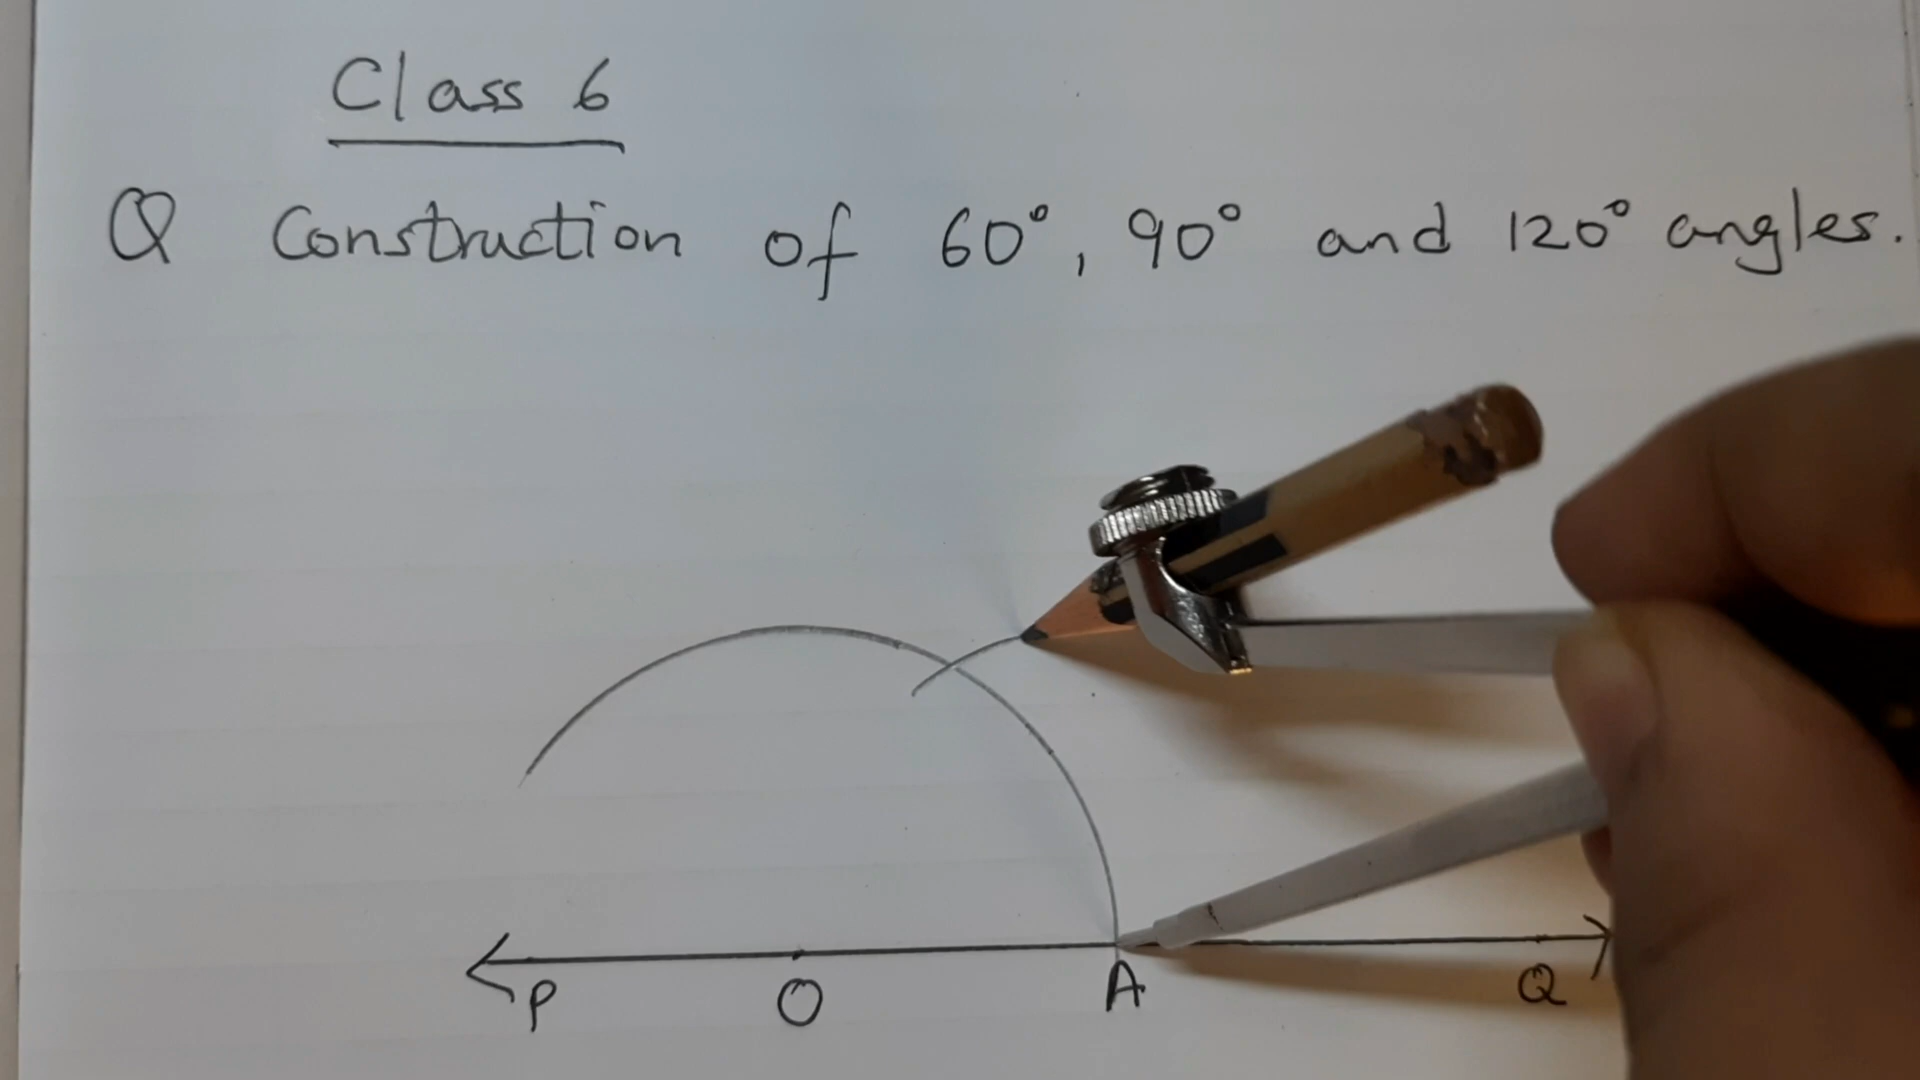 Class 6
Q Construction of 60°, 90° and 120° angles.
P O A Q